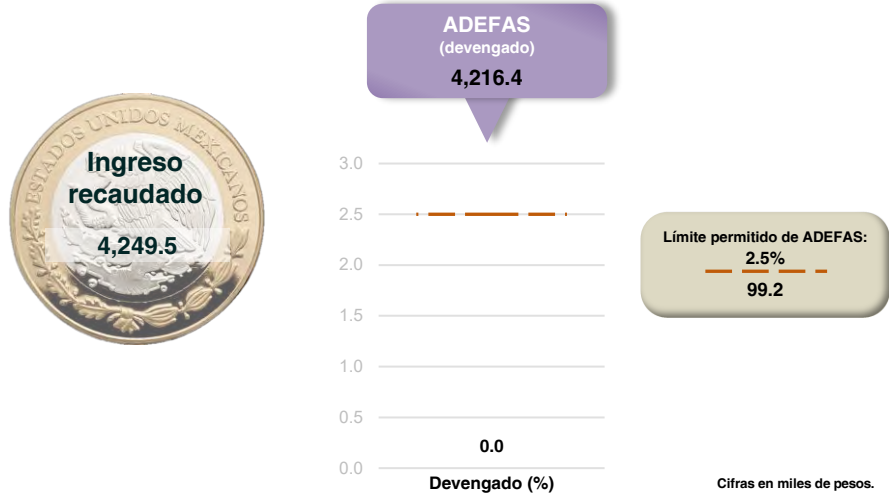 ADEFAS
(devengado)
4,216.4
ESTADOS UNIDOS MEXICANOS
Ingreso
recaudado
4,249.5
3.0
2.5
2.0
1.5
1.0
0.5
0.0
0.0
Devengado (%)
Límite permitido de ADEFAS:
2.5%
99.2
Cifras en miles de pesos.